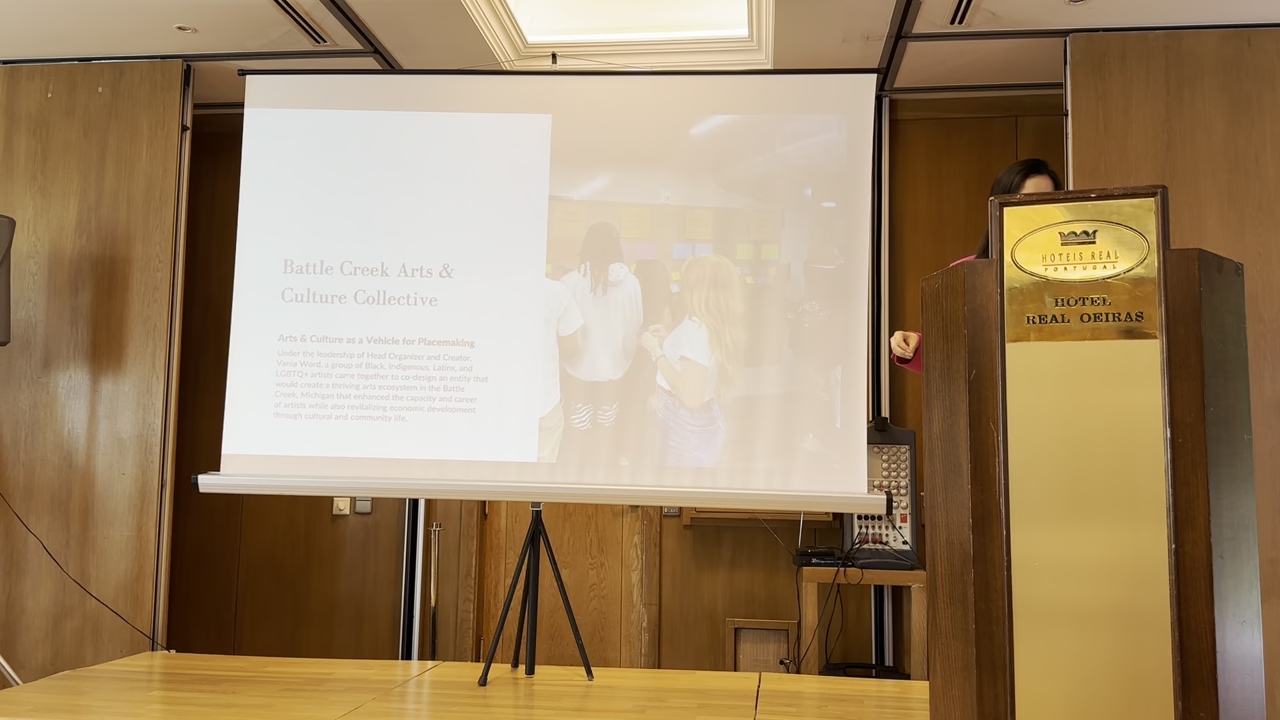 Battle Creek Arts &
Culture Collective
Arts & Culture as a Vehicle for Placemaking
Under the leadership of Head Organizer and Creator,
Vania Word, a group of Black, Indigenous, Latinx, and
LGBTQ+ artists came together to co-design an entity that
would create a thriving arts ecosystem in the Battle
Creek, Michigan that enhanced the capacity and career
of artists while also revitalizing economic development
through cultural and community life.
HOTEIS REAL
PORTUGAL
HOTEL
REAL OEIRAS